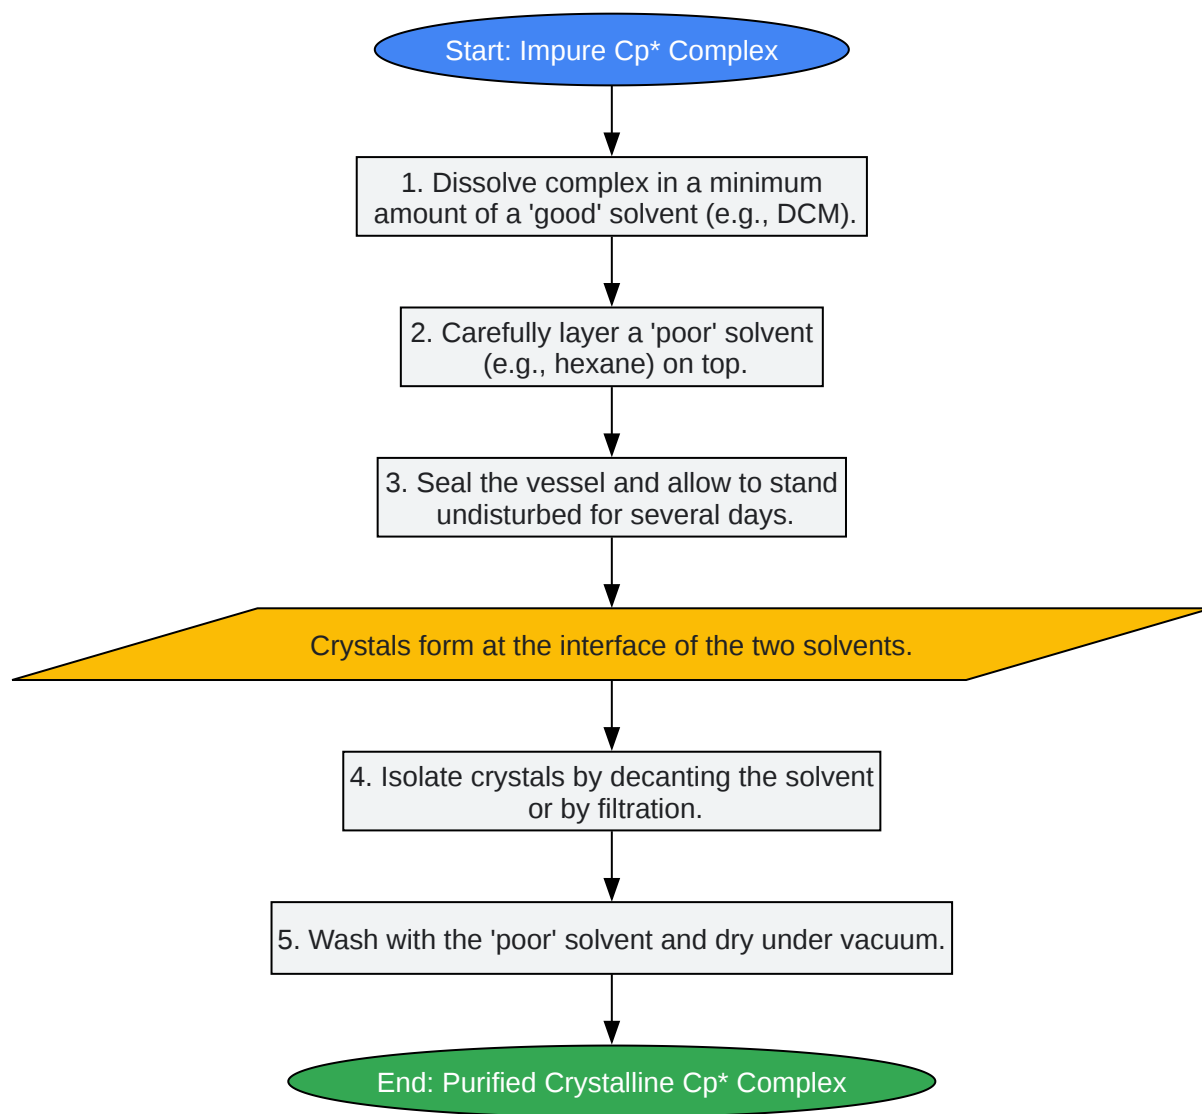 Start: Impure Cp* Complex
1. Dissolve complex in a minimum
amount of a 'good' solvent (e.g., DCM).
2. Carefully layer a 'poor' solvent
(e.g., hexane) on top.
3. Seal the vessel and allow to stand
undisturbed for several days.
Crystals form at the interface of the two solvents.
4. Isolate crystals by decanting the solvent
or by filtration.
5. Wash with the 'poor' solvent and dry under vacuum.
End: Purified Crystalline Cp* Complex